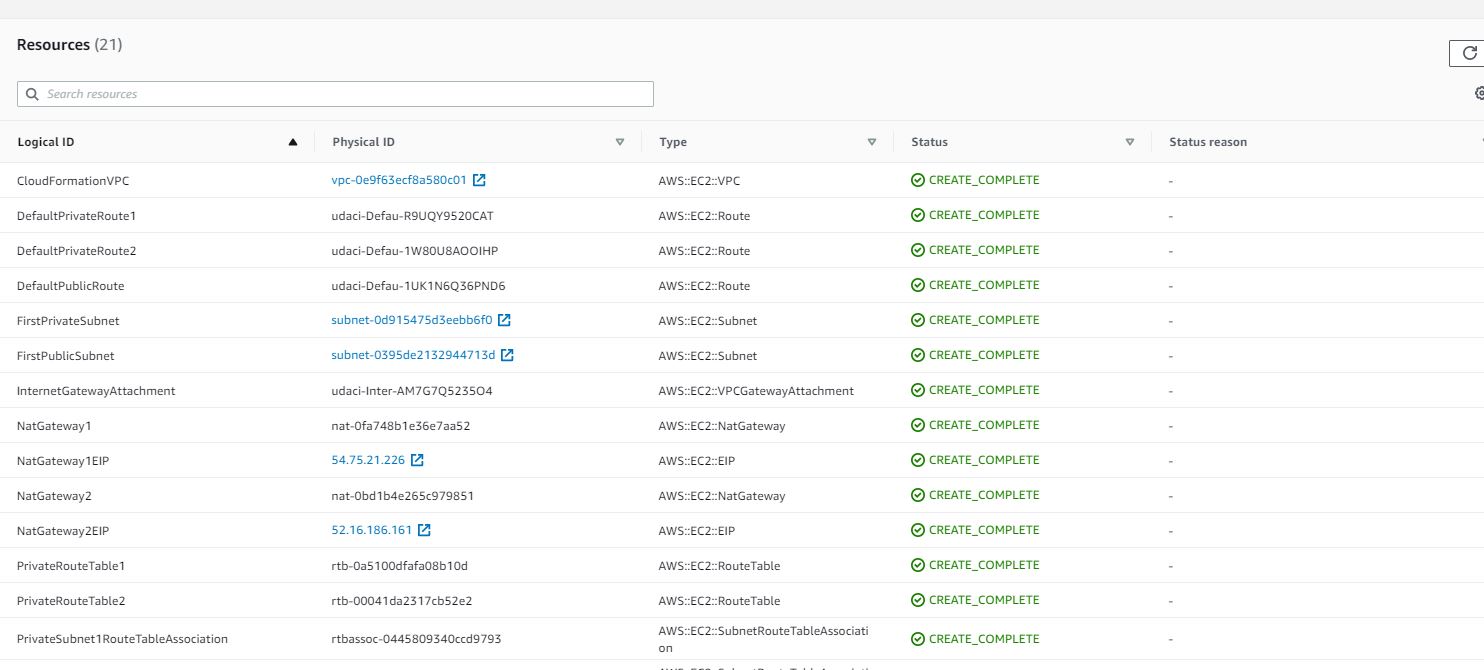 Resources (21)
Search resources
Logical ID Physical ID Type Status Status reason
CloudFormationVPC vpc-0e9f63ecf8a580c01 AWS::EC2::VPC CREATE_COMPLETE -
DefaultPrivateRoute1 udaci-Defau-R9UQY9520CAT AWS::EC2::Route CREATE_COMPLETE -
DefaultPrivateRoute2 udaci-Defau-1W80U8AOOIHP AWS::EC2::Route CREATE_COMPLETE -
DefaultPublicRoute udaci-Defau-1UK1N6Q36PND6 AWS::EC2::Route CREATE_COMPLETE -
FirstPrivateSubnet subnet-0d915475d3eebb6f0 AWS::EC2::Subnet CREATE_COMPLETE -
FirstPublicSubnet subnet-0395de2132944713d AWS::EC2::Subnet CREATE_COMPLETE -
InternetGatewayAttachment udaci-Inter-AM7G7Q5235O4 AWS::EC2::VPCGatewayAttachment CREATE_COMPLETE -
NatGateway1 nat-0fa748b1e36e7aa52 AWS::EC2::NatGateway CREATE_COMPLETE -
NatGateway1EIP 54.75.21.226 AWS::EC2::EIP CREATE_COMPLETE -
NatGateway2 nat-0bd1b4e265c979851 AWS::EC2::NatGateway CREATE_COMPLETE -
NatGateway2EIP 52.16.186.161 AWS::EC2::EIP CREATE_COMPLETE -
PrivateRouteTable1 rtb-0a5100dfafa08b10d AWS::EC2::RouteTable CREATE_COMPLETE -
PrivateRouteTable2 rtb-00041da2317cb52e2 AWS::EC2::RouteTable CREATE_COMPLETE -
PrivateSubnet1RouteTableAssociation rtbassoc-0445809340ccd9793 AWS::EC2::SubnetRouteTableAssociati CREATE_COMPLETE -
on